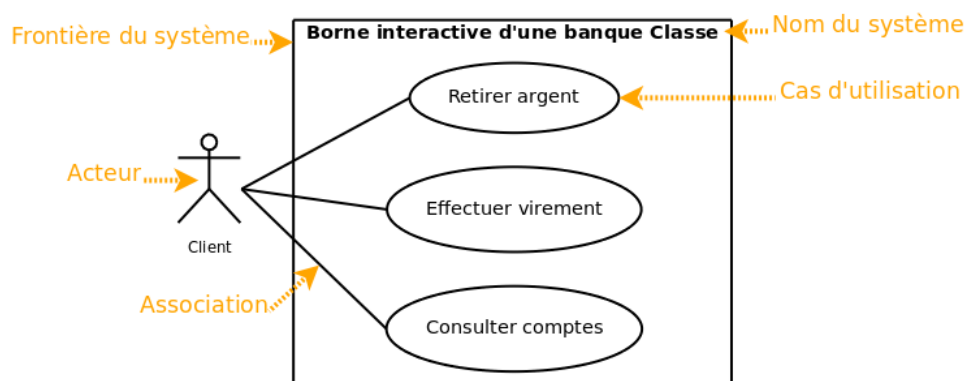 Frontière du système
Borne interactive d'une banque Classe
Nom du système
Retirer argent
Cas d'utilisation
Acteur
Effectuer virement
Client
Association
Consulter comptes